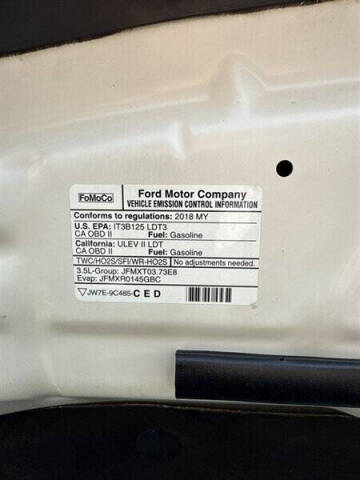 FoMoCo
Ford Motor Company
VEHICLE EMISSION CONTROL INFORMATION
Conforms to regulations: 2018 MY
U.S. EPA: IT3B125 LDT3
CA OBD II Fuel: Gasoline
California: ULEV II LDT
CA OBD II Fuel: Gasoline
TWC/HO2S/SFI/WR-HO2S No adjustments needed.
3.5L-Group: JFMXT03.73E8
Evap: JFMXR0145GBC
JW7E-9C485-CED